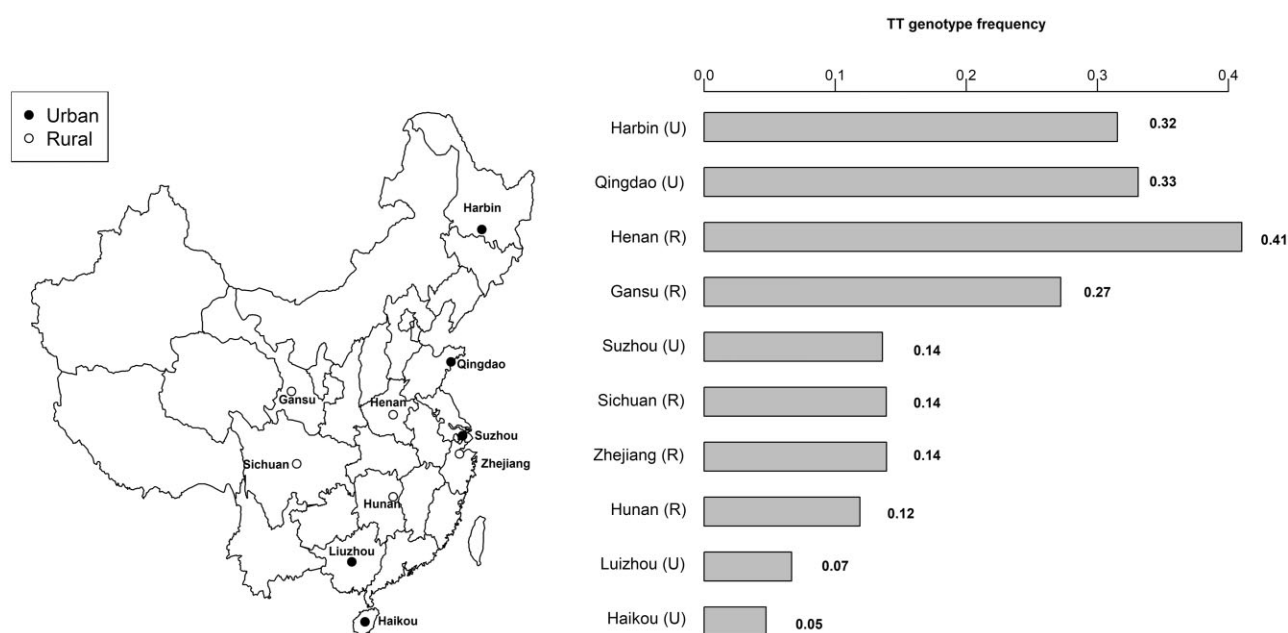 Urban
Rural
Harbin
Qingdao
Gansu
Henan
Suzhou
Sichuan
Zhejiang
Hunan
Liuzhou
Haikou
TT genotype frequency
0,0 0,1 0,2 0,3 0,4
Harbin (U) 0.32
Qingdao (U) 0.33
Henan (R) 0.41
Gansu (R) 0.27
Suzhou (U) 0.14
Sichuan (R) 0.14
Zhejiang (R) 0.14
Hunan (R) 0.12
Luizhou (U) 0.07
Haikou (U) 0.05